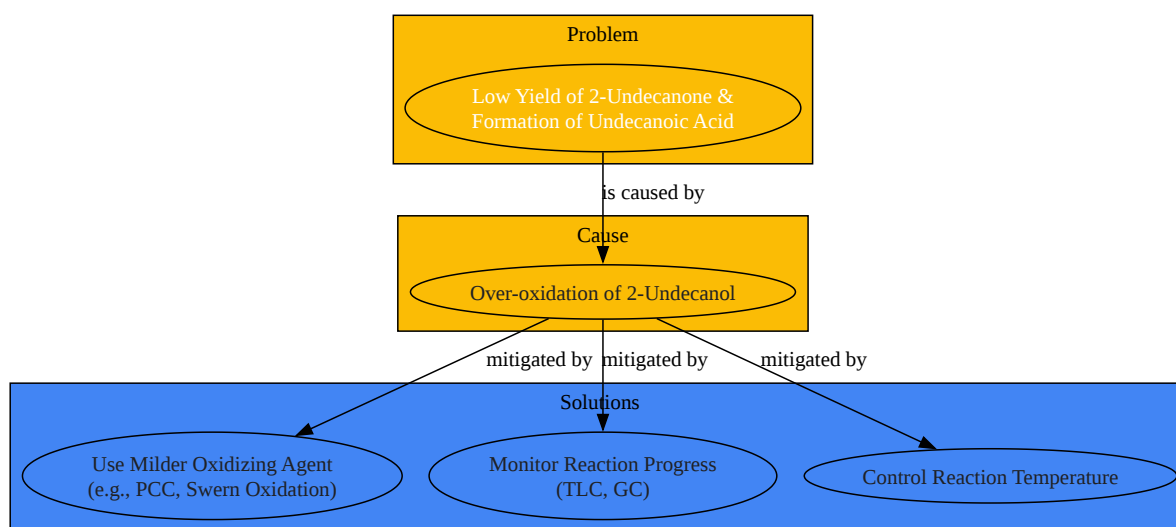 Problem
Low Yield of 2-Undecanone &
Formation of Undecanoic Acid
is caused by
Cause
Over-oxidation of 2-Undecanol
mitigated by
mitigated by
mitigated by
Solutions
Use Milder Oxidizing Agent
(e.g., PCC, Swern Oxidation)
Monitor Reaction Progress
(TLC, GC)
Control Reaction Temperature